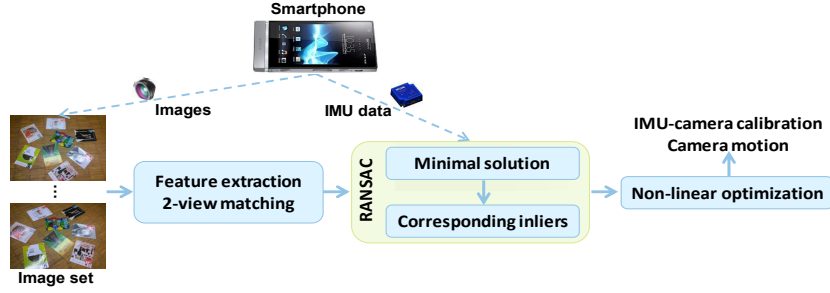 Smartphone
Images
IMU data
Image set
Feature extraction
2-view matching
RANSAC
Minimal solution
Corresponding inliers
IMU-camera calibration
Camera motion
Non-linear optimization